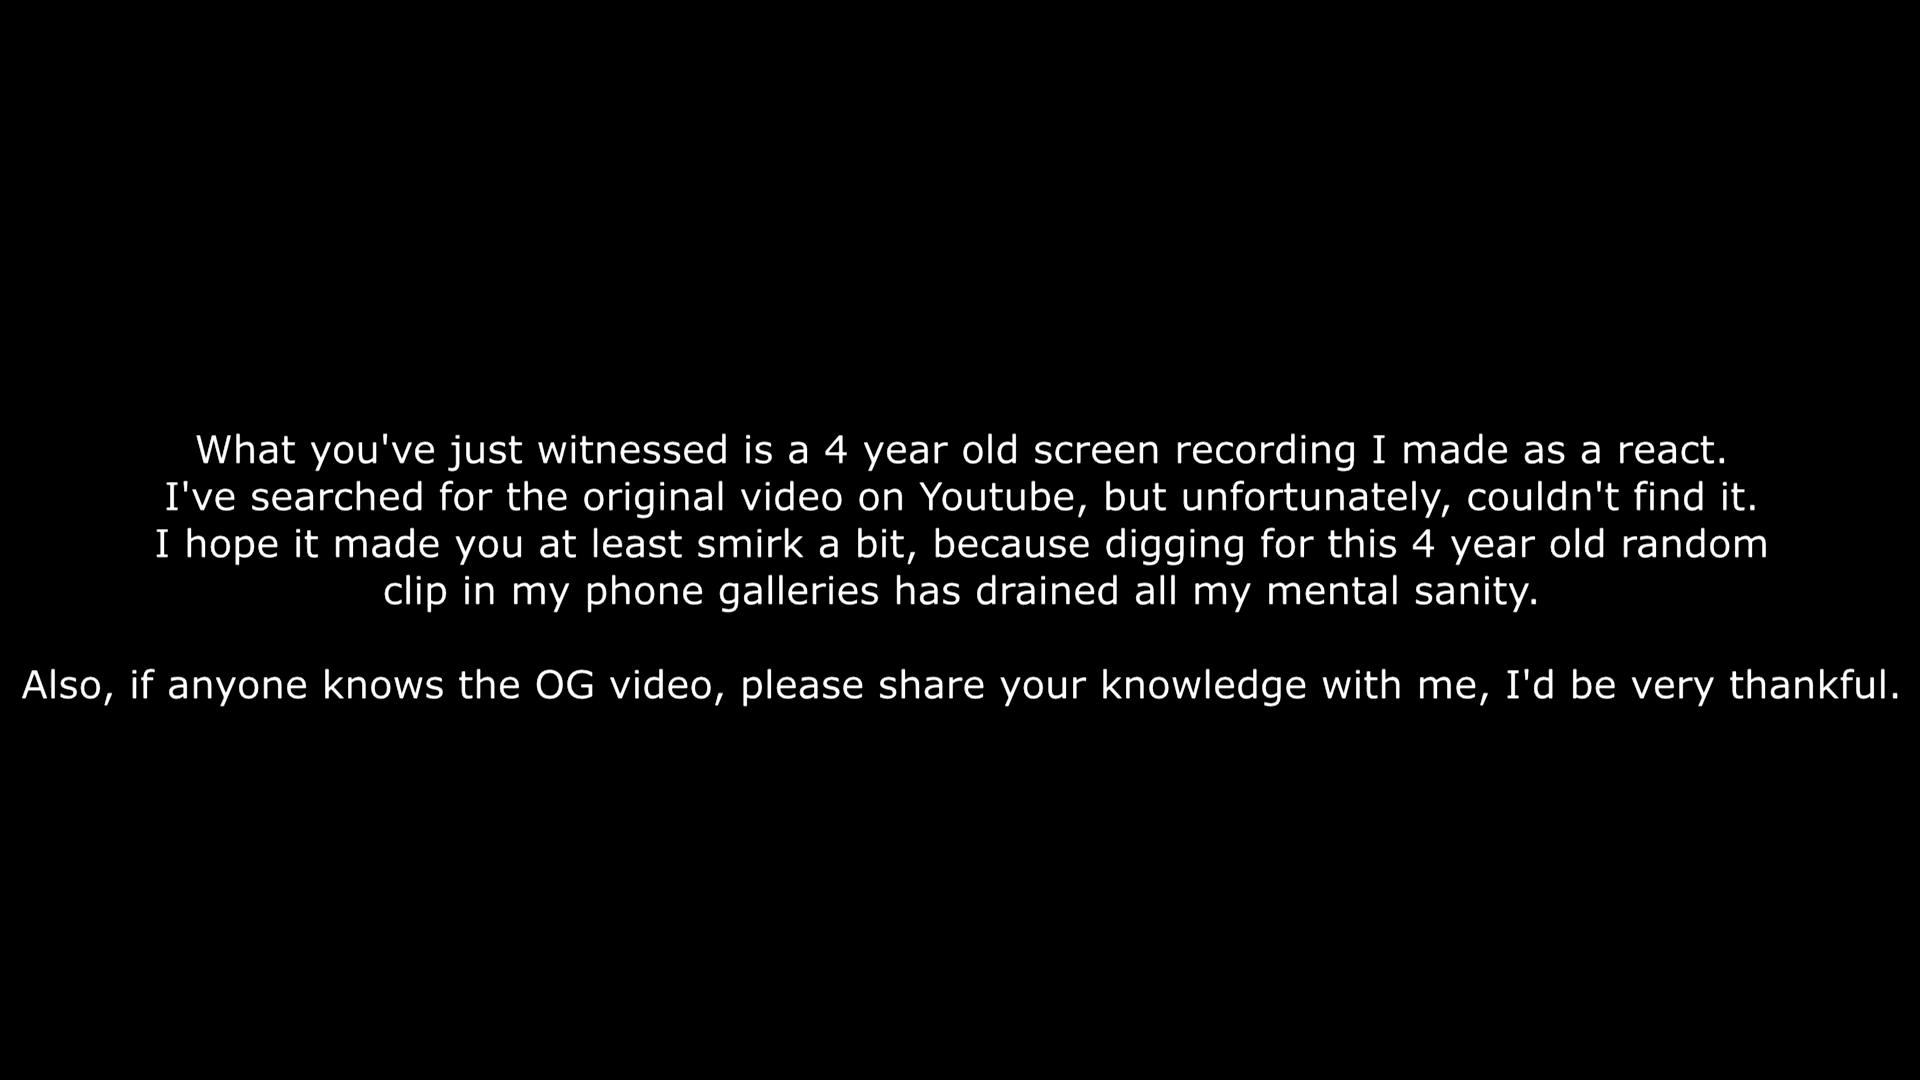 What you've just witnessed is a 4 year old screen recording I made as a react.
I've searched for the original video on Youtube, but unfortunately, couldn't find it.
I hope it made you at least smirk a bit, because digging for this 4 year old random
clip in my phone galleries has drained all my mental sanity.
Also, if anyone knows the OG video, please share your knowledge with me, I'd be very thankful.